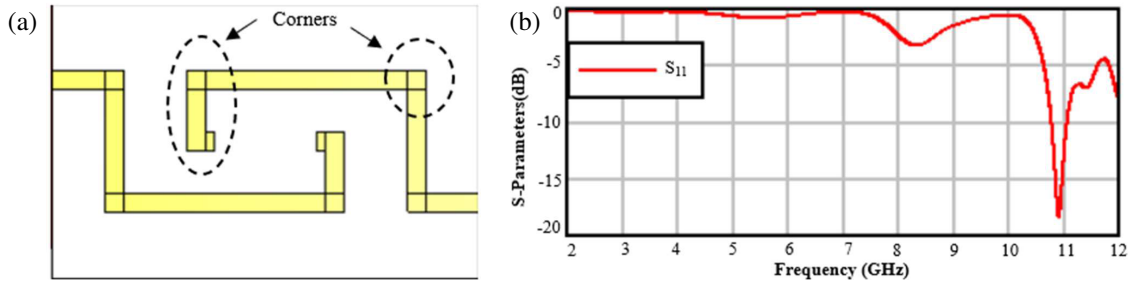 (a)
Corners
(b)
S-Parameters(dB)
0
-5
-10
-15
-20
S11
2 3 4 5 6 7 8 9 10 11 12
Frequency (GHz)